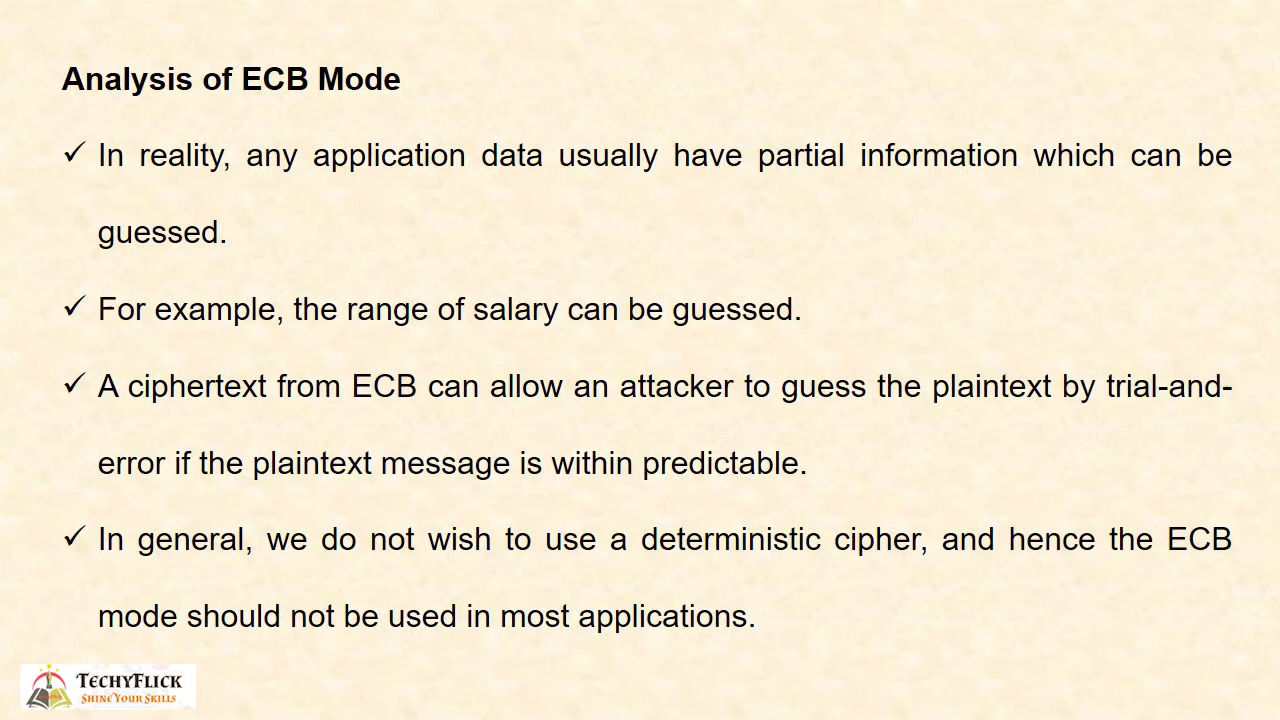 Analysis of ECB Mode
✓ In reality, any application data usually have partial information which can be
guessed.
✓ For example, the range of salary can be guessed.
✓ A ciphertext from ECB can allow an attacker to guess the plaintext by trial-and-
error if the plaintext message is within predictable.
✓ In general, we do not wish to use a deterministic cipher, and hence the ECB
mode should not be used in most applications.
TECHYFLICK
SHINE YOUR SKILLS